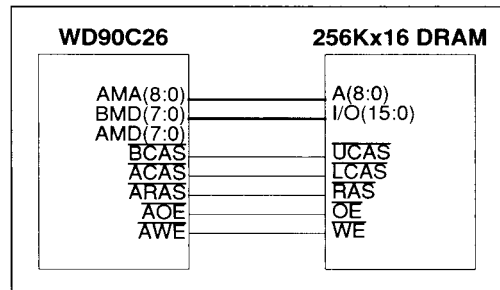 WD90C26 256Kx16 DRAM
AMA(8:0) A(8:0)
BMD(7:0) I/O(15:0)
AMD(7:0)
BCAS UCAS
ACAS LCAS
ARAS RAS
AOE OE
AWE WE